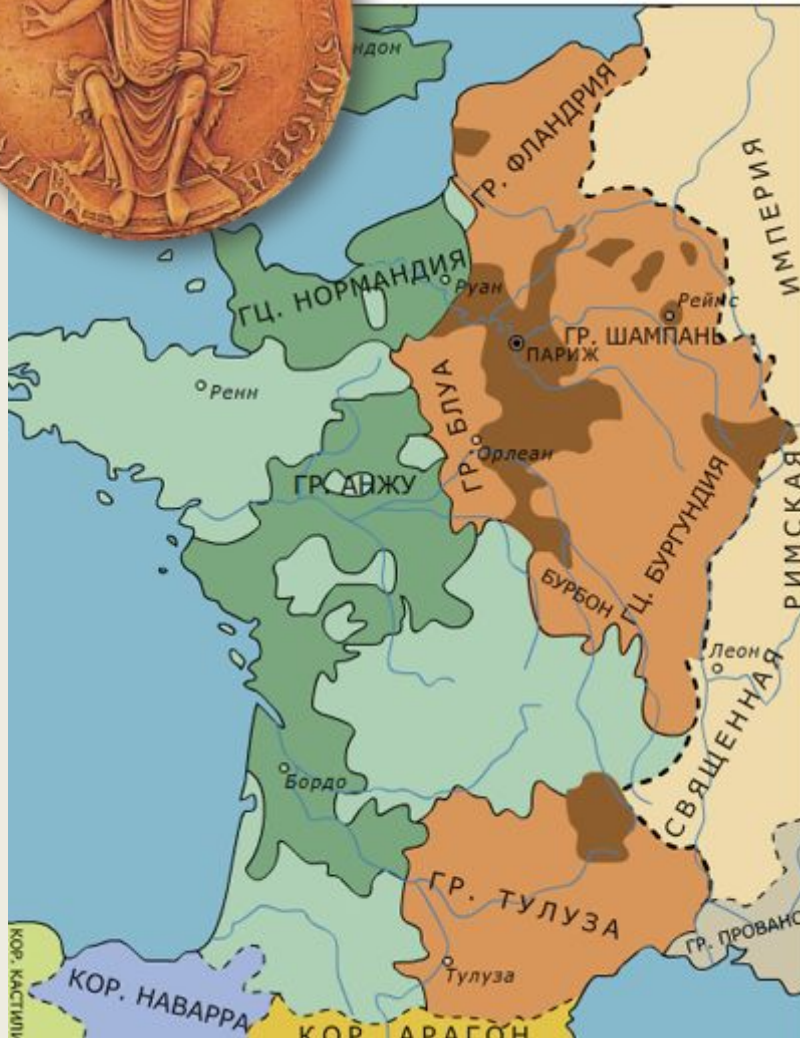 ГР. ФЛАНДРИЯ
ИМПЕРИЯ
ГЦ. НОРМАНДИЯ
Руан
Реймс
ГР. ШАМПАНЬ
ПАРИЖ
Ренн
ГР. БЛУА
Орлеан
ГР. АНЖУ
ГЦ. БУРГУНДИЯ
РИМСКАЯ
БУРБОН
Леон
СВЯЩЕННАЯ
Бордо
ГР. ТУЛУЗА
ГР. ПРОВАНС
Тулуза
КОР. КАСТИЛИ
КОР. НАВАРРА
КОР. АРАГОН